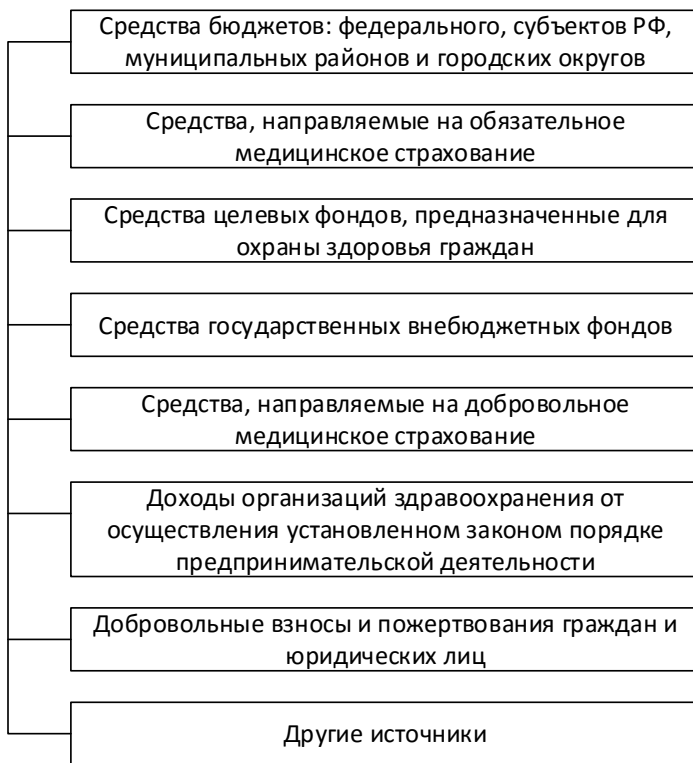 Средства бюджетов: федерального, субъектов РФ,
муниципальных районов и городских округов
Средства, направляемые на обязательное
медицинское страхование
Средства целевых фондов, предназначенные для
охраны здоровья граждан
Средства государственных внебюджетных фондов
Средства, направляемые на добровольное
медицинское страхование
Доходы организаций здравоохранения от
осуществления установленном законом порядке
предпринимательской деятельности
Добровольные взносы и пожертвования граждан и
юридических лиц
Другие источники